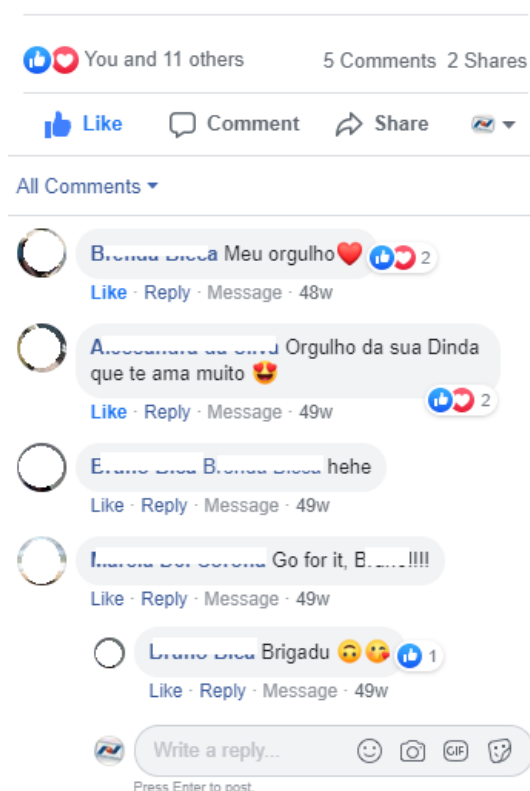 You and 11 others 5 Comments 2 Shares
Like Comment Share
All Comments
Meu orgulho❤️ 2
Like · Reply · Message · 48w
Orgulho da sua Dinda
que te ama muito 😍 2
Like · Reply · Message · 49w
hehe
Like · Reply · Message · 49w
Go for it, !!!!
Like · Reply · Message · 49w
Brigadu 🙃😘 1
Like · Reply · Message · 49w
Write a reply... GIF
Press Enter to post.